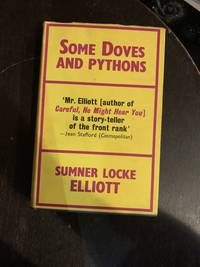 SOME DOVES
AND PYTHONS
'Mr. Elliott [author of
Careful, He Might Hear You]
is a story-teller
of the front rank'
—Jean Stafford (Cosmopolitan)
SUMNER LOCKE
ELLIOTT